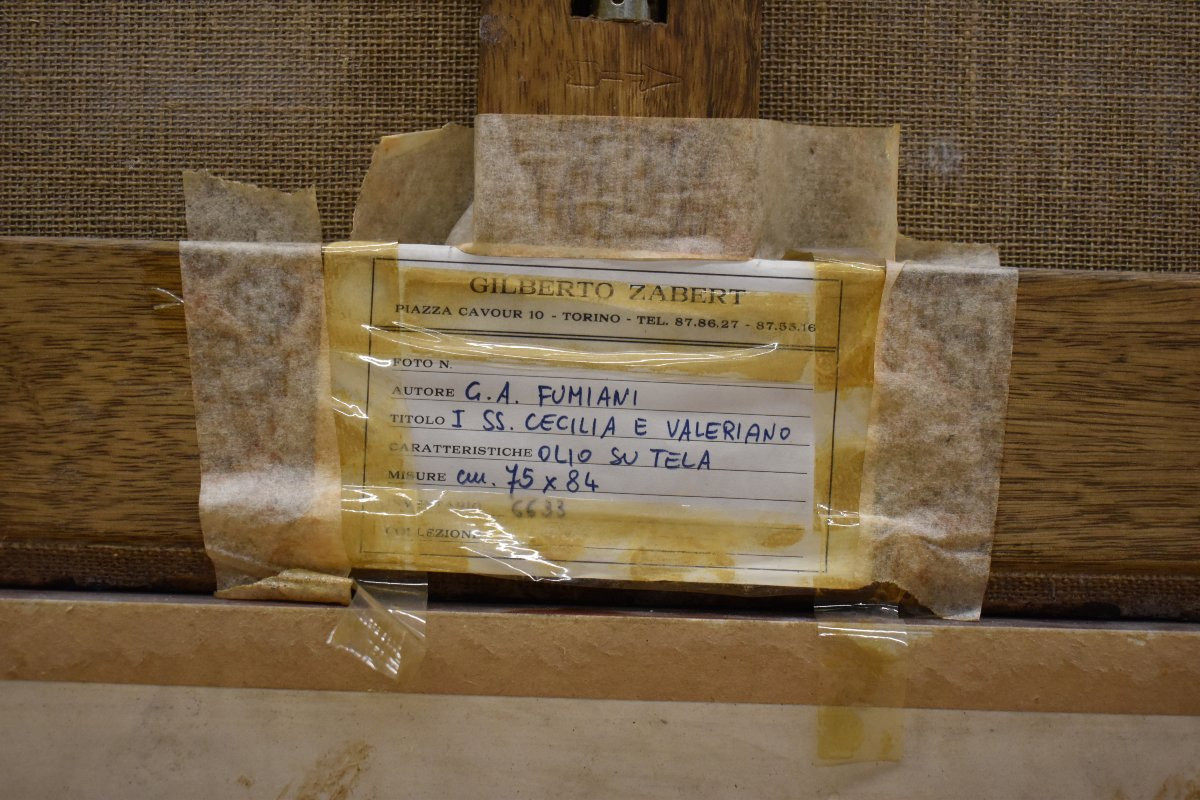 GILBERTO ZABERT
PIAZZA CAVOUR 10 - TORINO - TEL. 87.86.27 - 87.55.16
FOTO N.
AUTORE G. A. FUMIANI
TITOLO I SS. CECILIA E VALERIANO
CARATTERISTICHE OLIO SU TELA
MISURE cm. 75 x 84
6633
COLLEZIONE